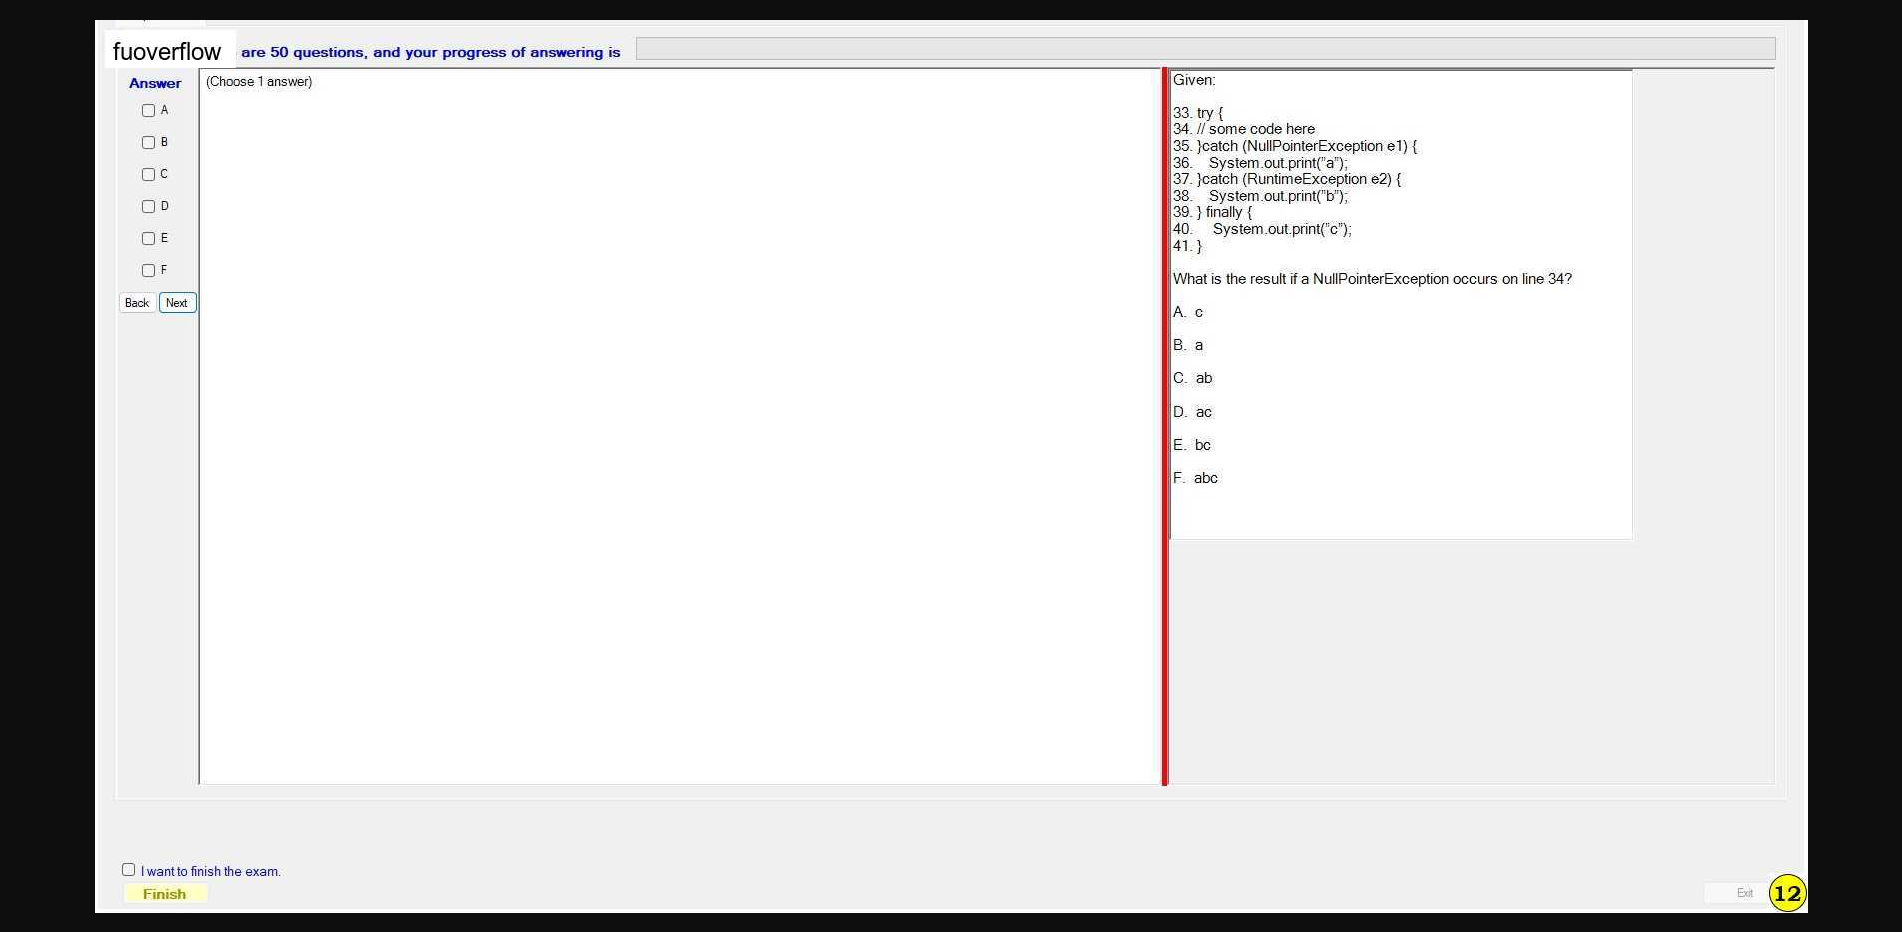 fuoverflow are 50 questions, and your progress of answering is
Answer
(Choose 1 answer)
A
B
C
D
E
F
Back Next
Given:
33. try {
34. // some code here
35. }catch (NullPointerException e1) {
36. System.out.print(”a”);
37. }catch (RuntimeException e2) {
38. System.out.print(”b”);
39. } finally {
40. System.out.print(”c”);
41. }
What is the result if a NullPointerException occurs on line 34?
A. c
B. a
C. ab
D. ac
E. bc
F. abc
I want to finish the exam.
Finish
Exit
12